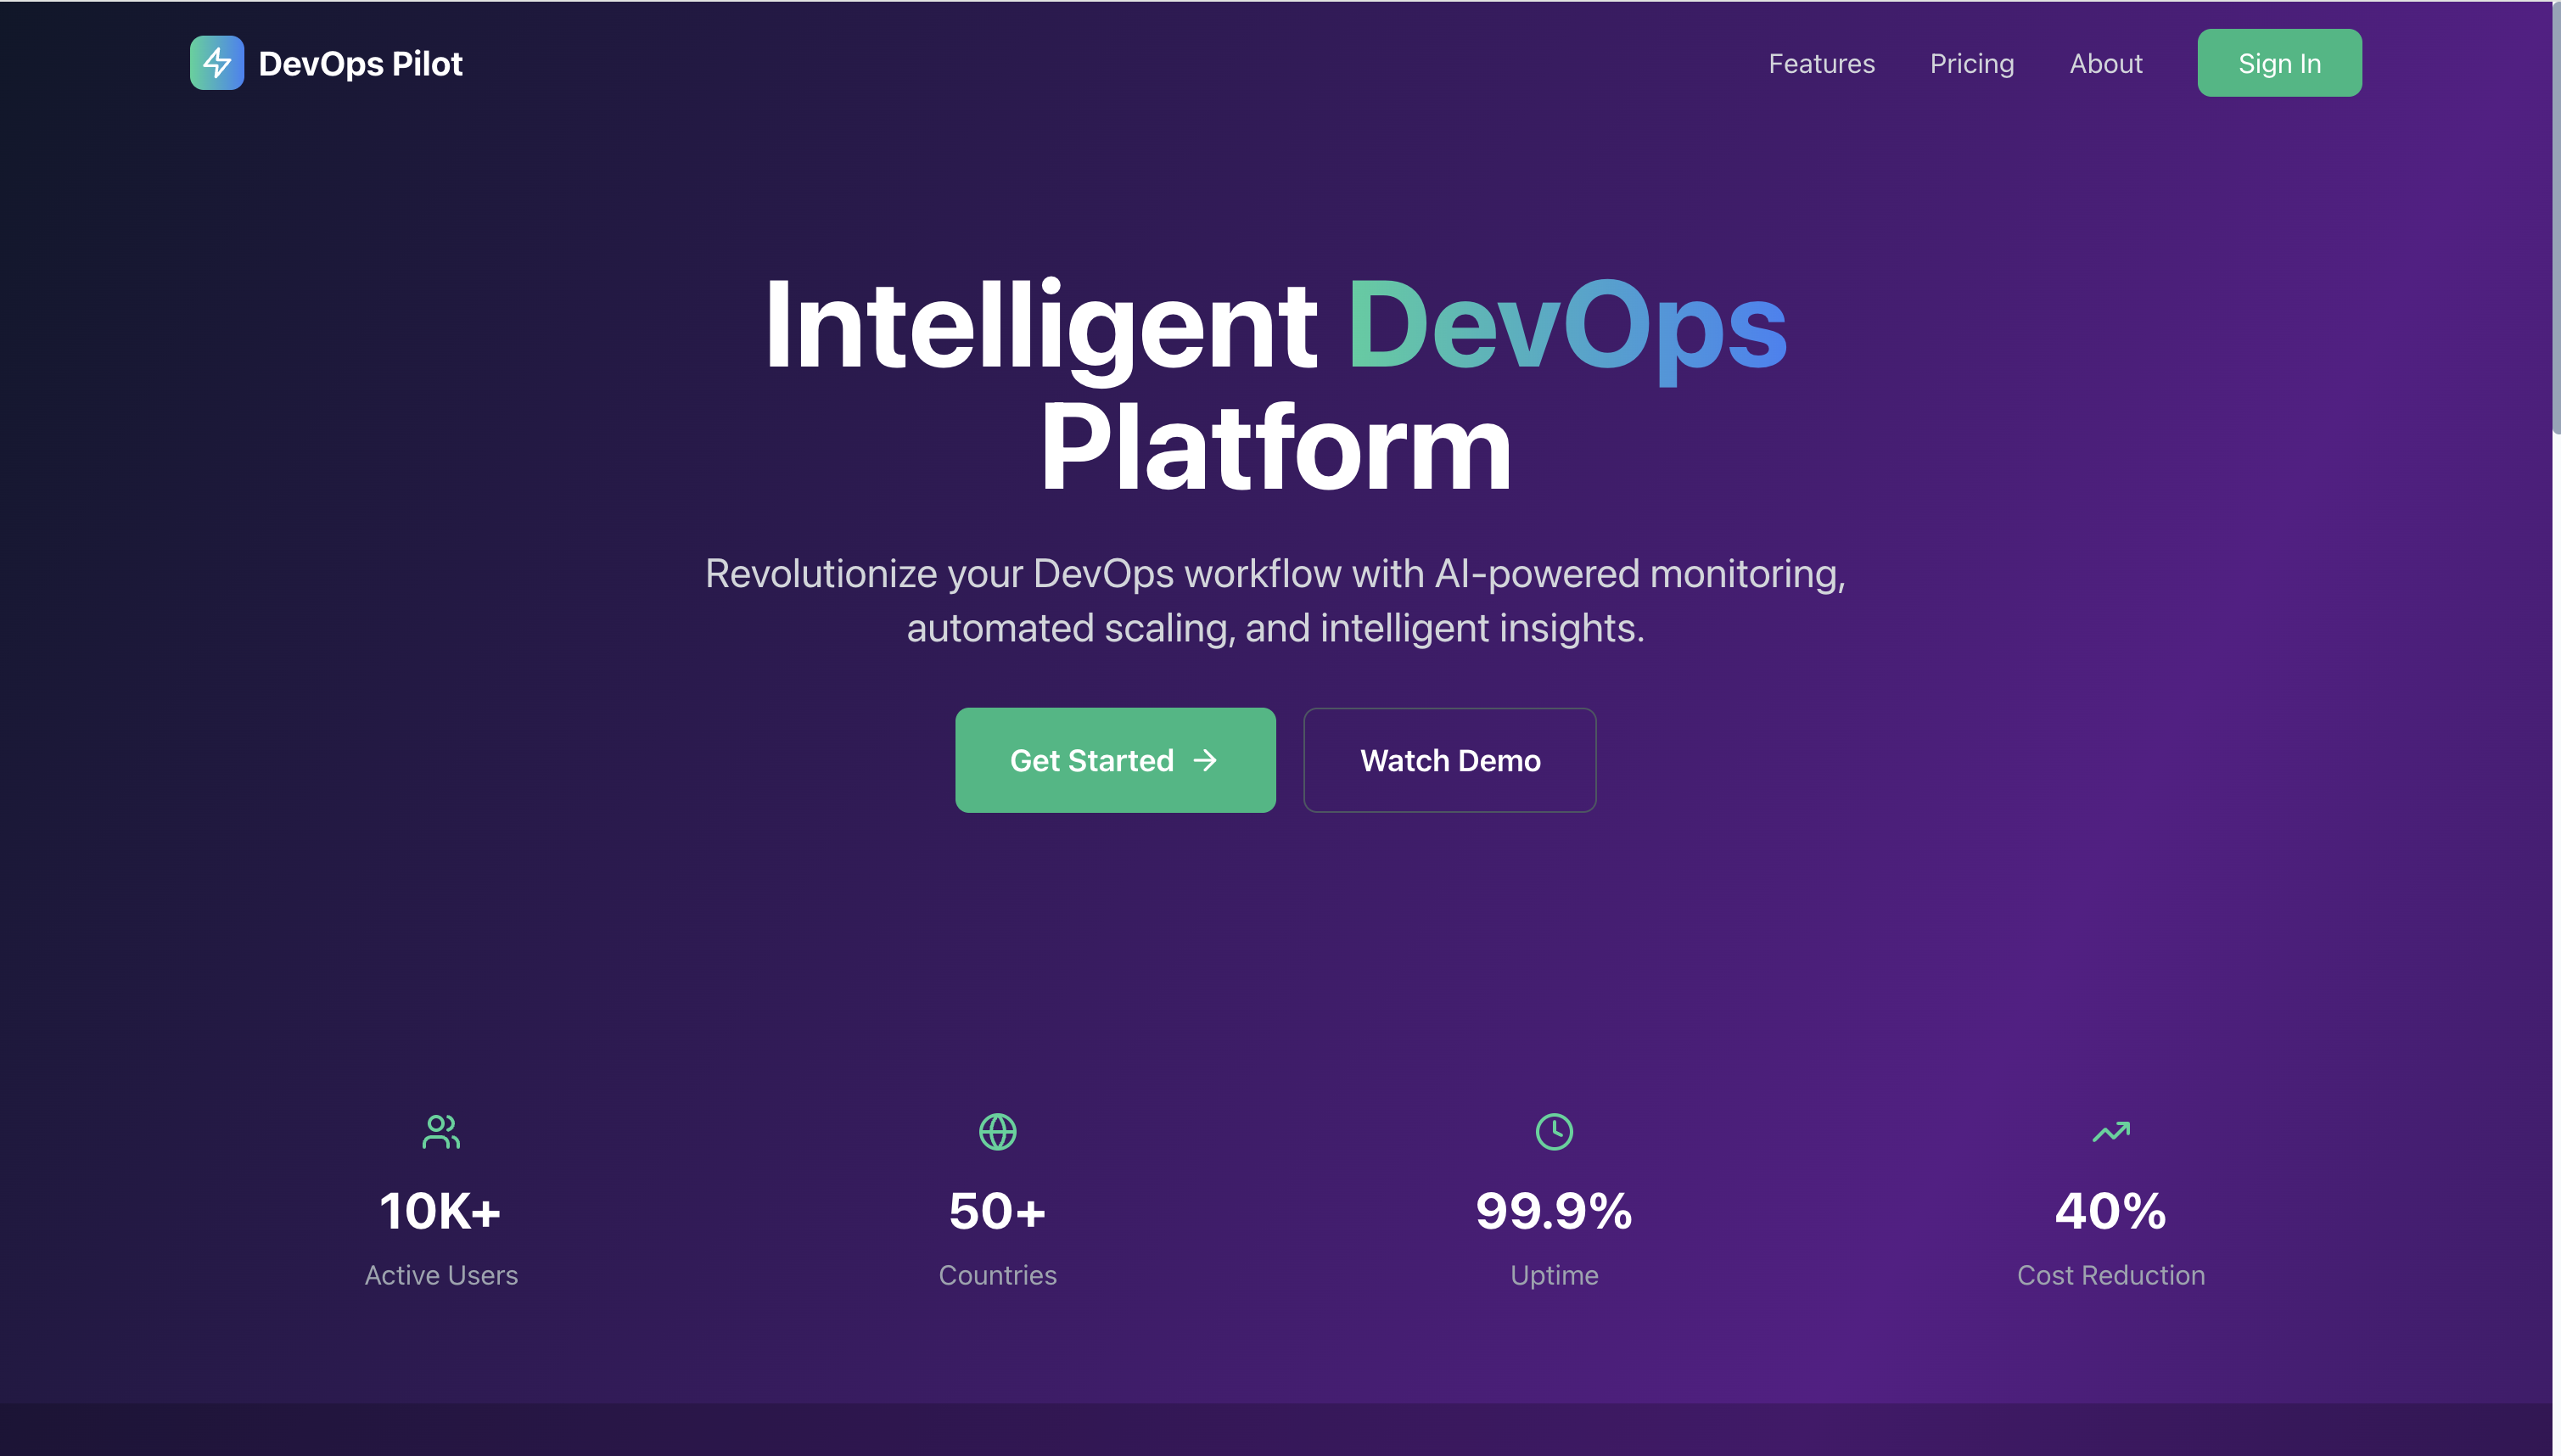 DevOps Pilot
Features
Pricing
About
Sign In
Intelligent DevOps
Platform
Revolutionize your DevOps workflow with AI-powered monitoring,
automated scaling, and intelligent insights.
Get Started →
Watch Demo
10K+
Active Users
50+
Countries
99.9%
Uptime
40%
Cost Reduction